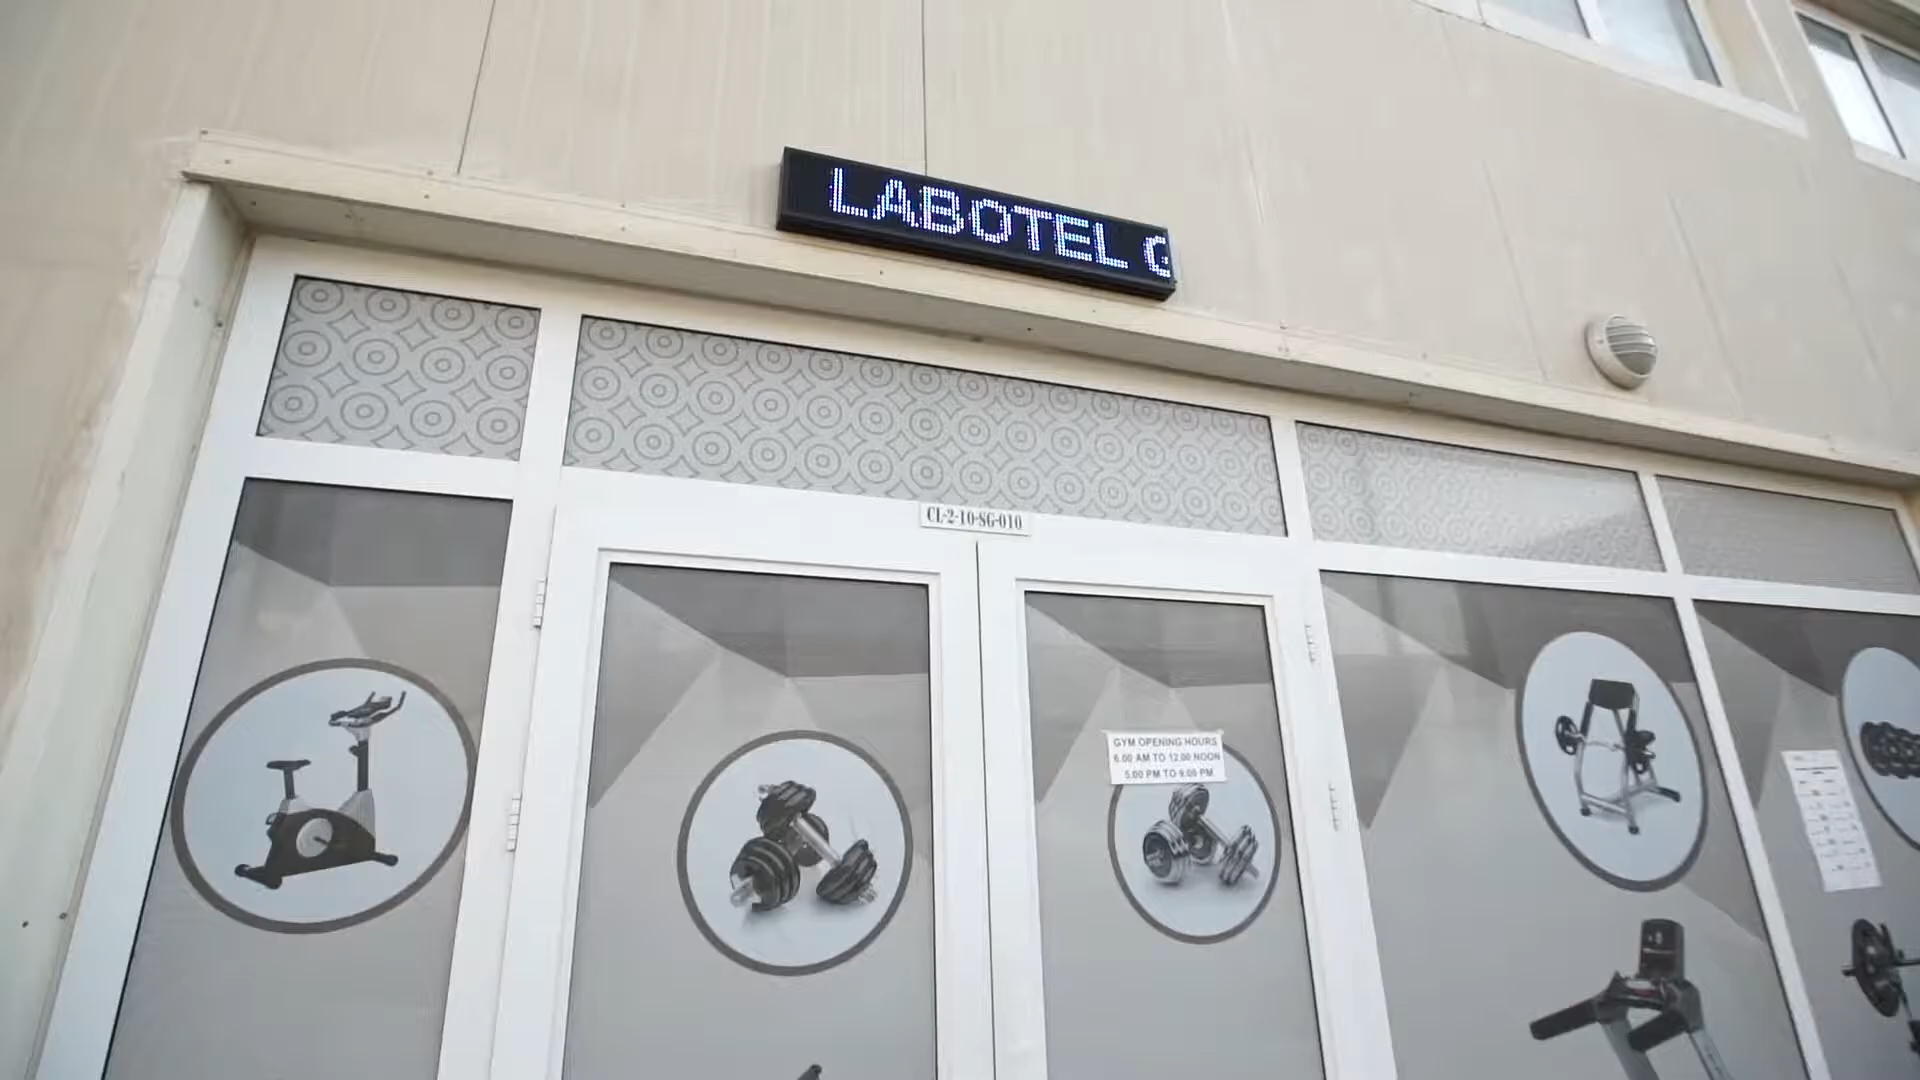 LABOTEL G
CL-2-10-SG-010
GYM OPENING HOURS
6.00 AM TO 12.00 NOON
5.00 PM TO 9.00 PM